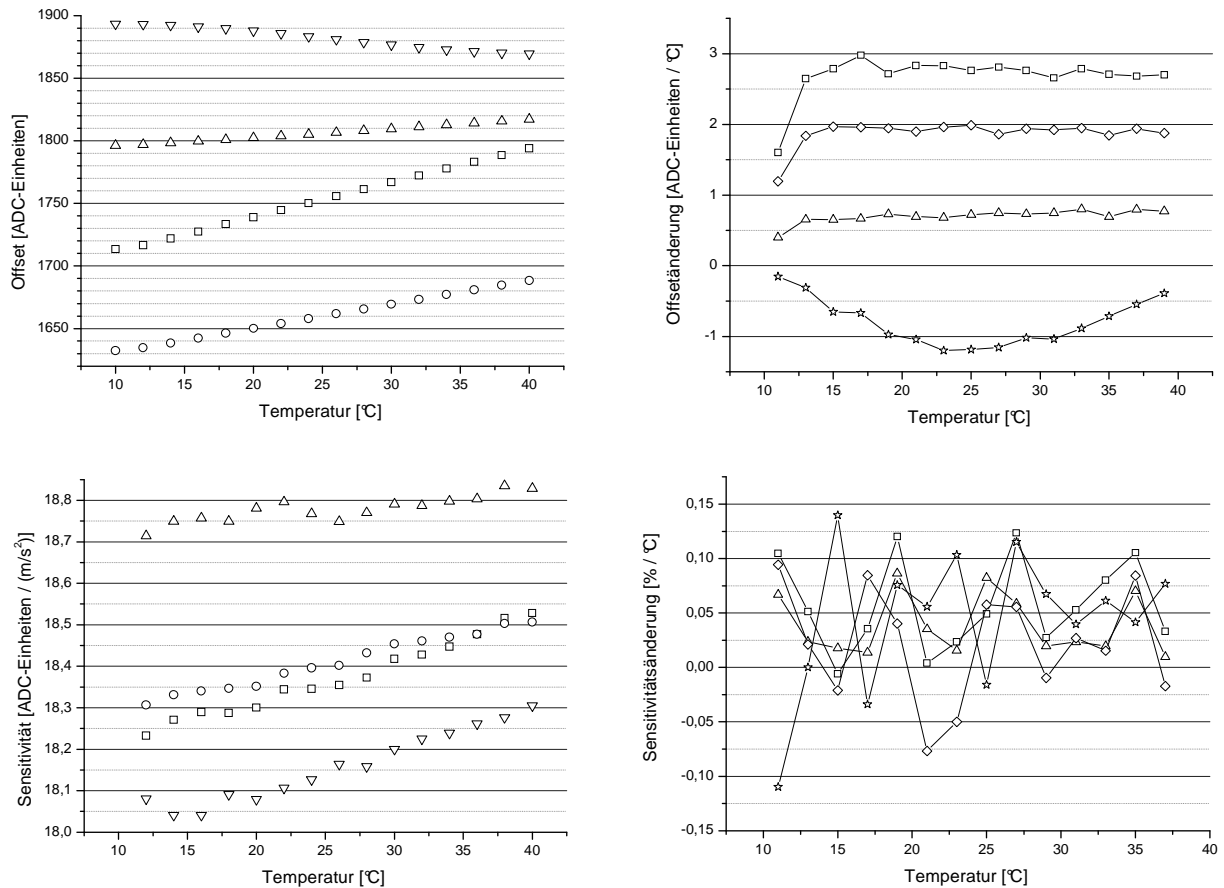 1900
1850
1800
1750
1700
1650
Offset [ADC-Einheiten]
10 15 20 25 30 35 40
Temperatur [°C]
3
2
1
0
-1
Offsetänderung [ADC-Einheiten / °C]
10 15 20 25 30 35 40
Temperatur [°C]
18,8
18,7
18,6
18,5
18,4
18,3
18,2
18,1
18,0
Sensitivität [ADC-Einheiten / (m/s²)]
10 15 20 25 30 35 40
Temperatur [°C]
0,15
0,10
0,05
0,00
-0,05
-0,10
-0,15
Sensitivitätsänderung [% / °C]
10 15 20 25 30 35 40
Temperatur [°C]